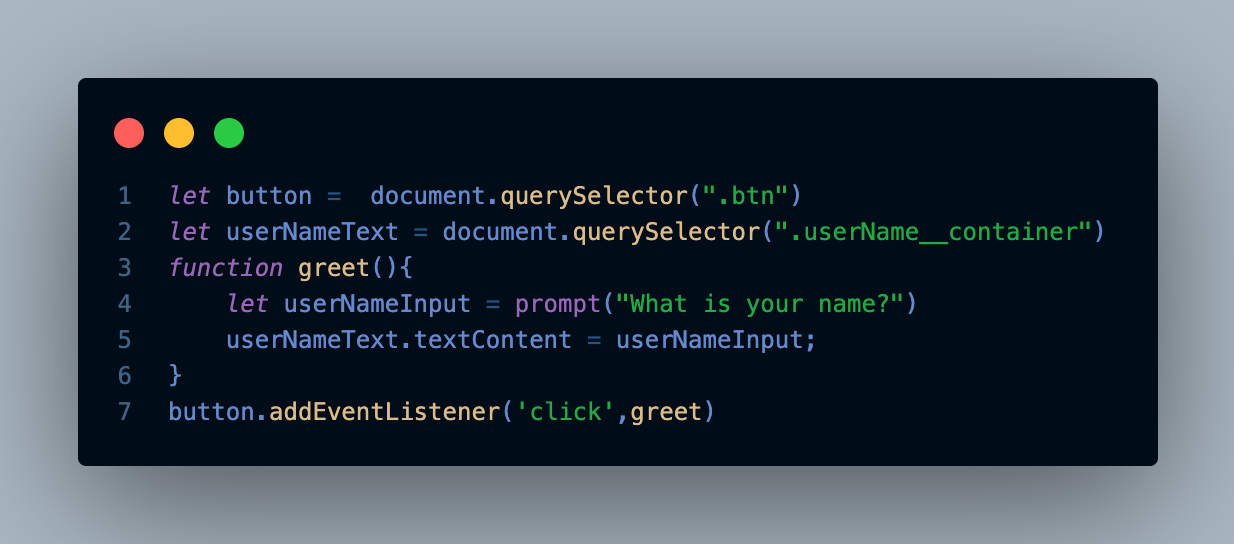 1 let button =  document.querySelector(".btn")
2 let userNameText = document.querySelector(".userName__container")
3 function greet(){
4     let userNameInput = prompt("What is your name?")
5     userNameText.textContent = userNameInput;
6 }
7 button.addEventListener('click',greet)